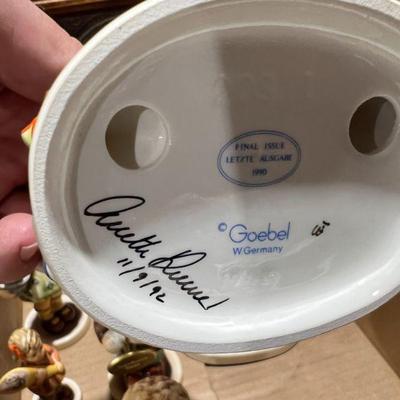 FINAL ISSUE
LETZTE AUSGABE
1990
© Goebel
W. Germany
11/9/92